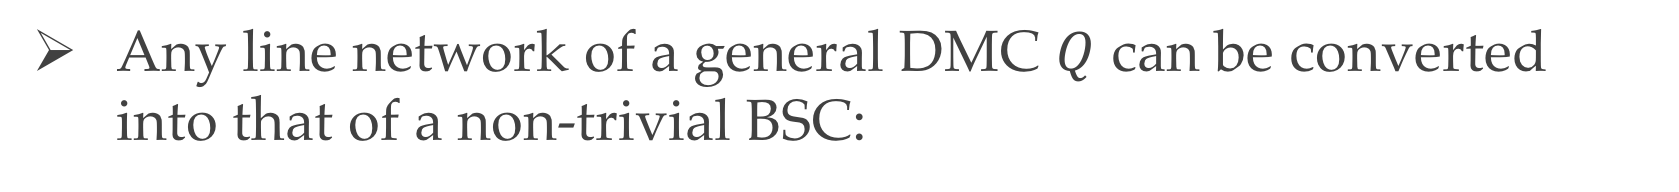 ➢ Any line network of a general DMC Q can be converted
into that of a non-trivial BSC: